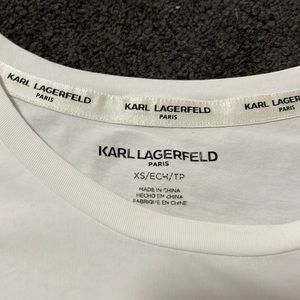 KARL LAGERFELD
PARIS
KARL LAGERFELD
PARIS
KARL LAGERFELD
PARIS
KARL LAGERFELD
PARIS
XS/ECH/TP
MADE IN CHINA
HECHO EN CHINA
FABRIQUÉ EN CHINE